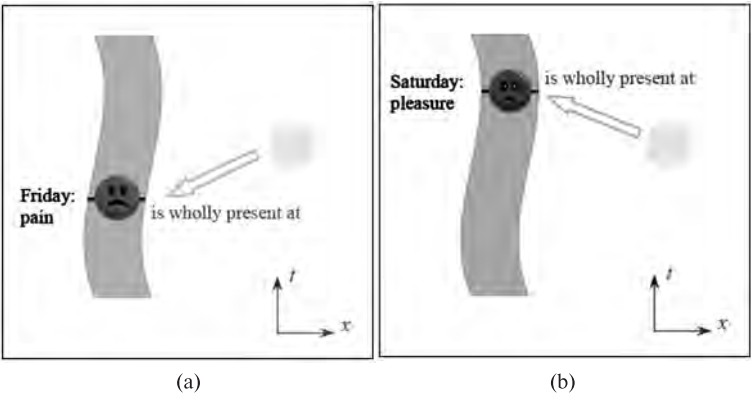 Friday:
pain
is wholly present at
t
x
(a)
Saturday:
pleasure
is wholly present at
t
x
(b)